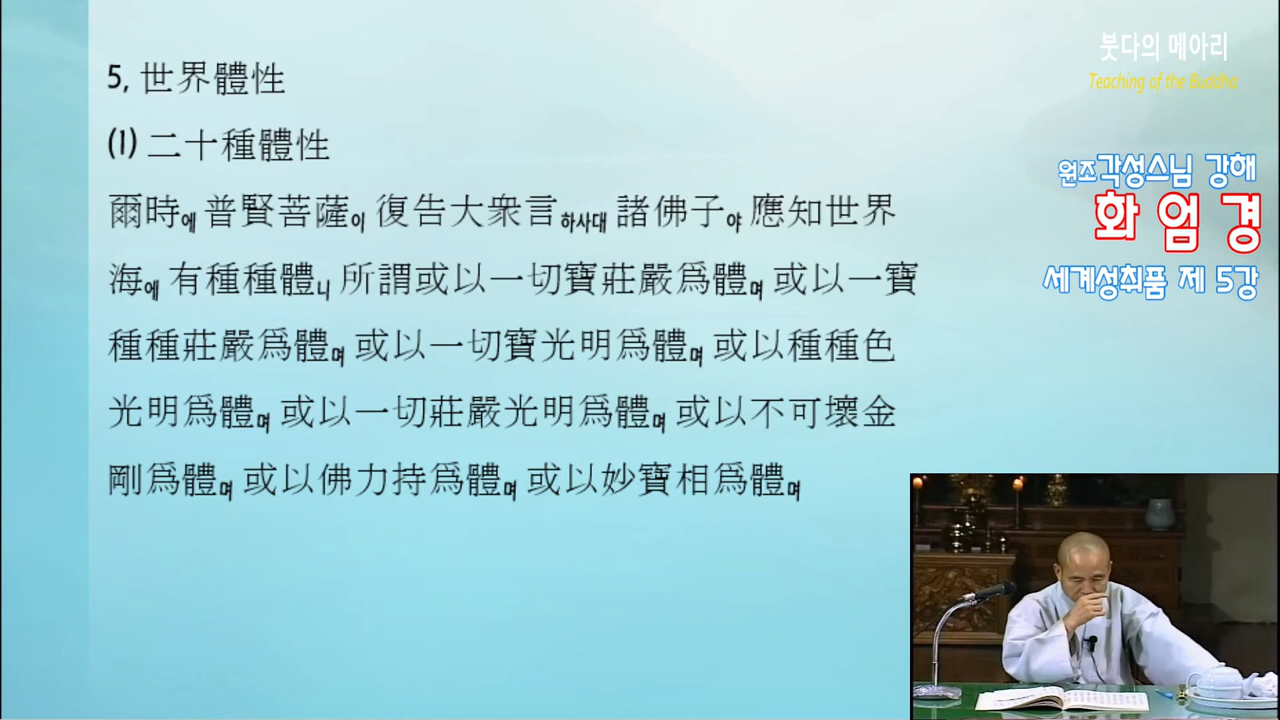 5, 世界體性
(1) 二十種體性
爾時에 普賢菩薩이 復告大衆言하사대 諸佛子야 應知世界
海에 有種種體니 所謂或以一切寶莊嚴爲體며 或以一寶
種種莊嚴爲體며 或以一切寶光明爲體며 或以種種色
光明爲體며 或以一切莊嚴光明爲體며 或以不可壞金
剛爲體며 或以佛力持爲體며 或以妙寶相爲體며
붓다의 메아리
Teaching of the Buddha
원조각성스님 강해
화엄경
세계성취품 제 5강